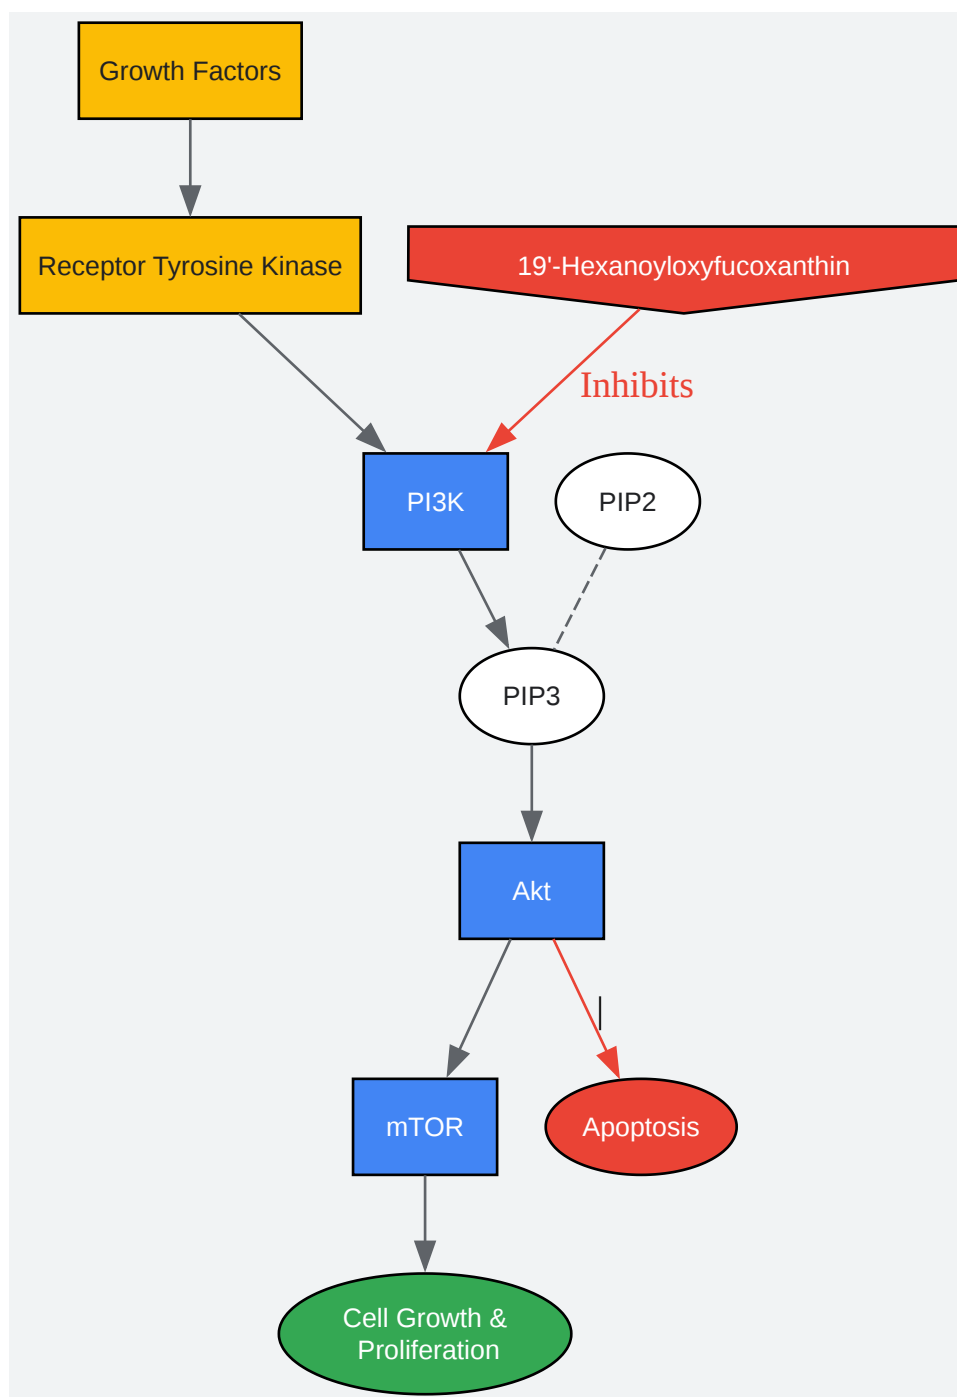 Growth Factors
Receptor Tyrosine Kinase
19'-Hexanoyloxyfucoxanthin
Inhibits
PI3K
PIP2
PIP3
Akt
|
mTOR
Apoptosis
Cell Growth &
Proliferation